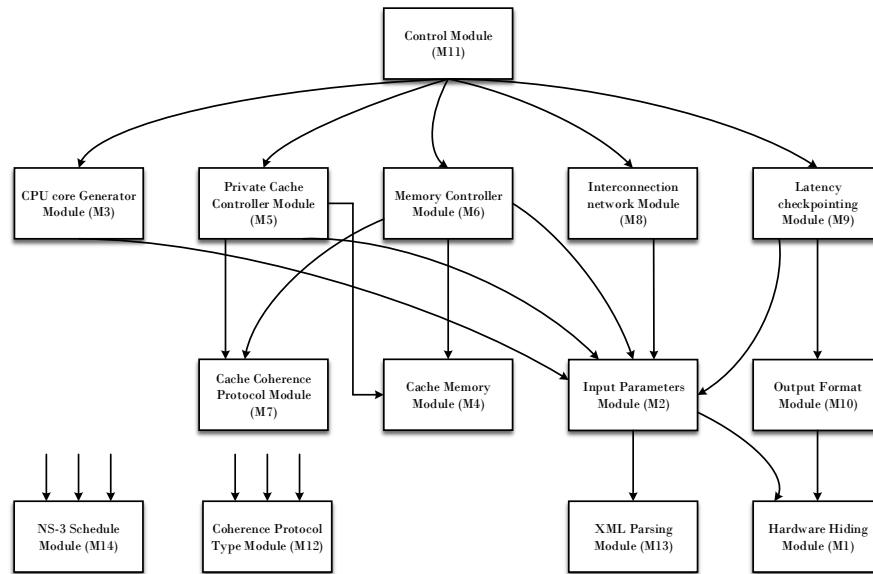 Control Module
(M11)
CPU core Generator
Module (M3)
Private Cache
Controller Module
(M5)
Memory Controller
Module (M6)
Interconnection
network Module
(M8)
Latency
checkpointing
Module (M9)
Cache Coherence
Protocol Module
(M7)
Cache Memory
Module (M4)
Input Parameters
Module (M2)
Output Format
Module (M10)
NS-3 Schedule
Module (M14)
Coherence Protocol
Type Module (M12)
XML Parsing
Module (M13)
Hardware Hiding
Module (M1)